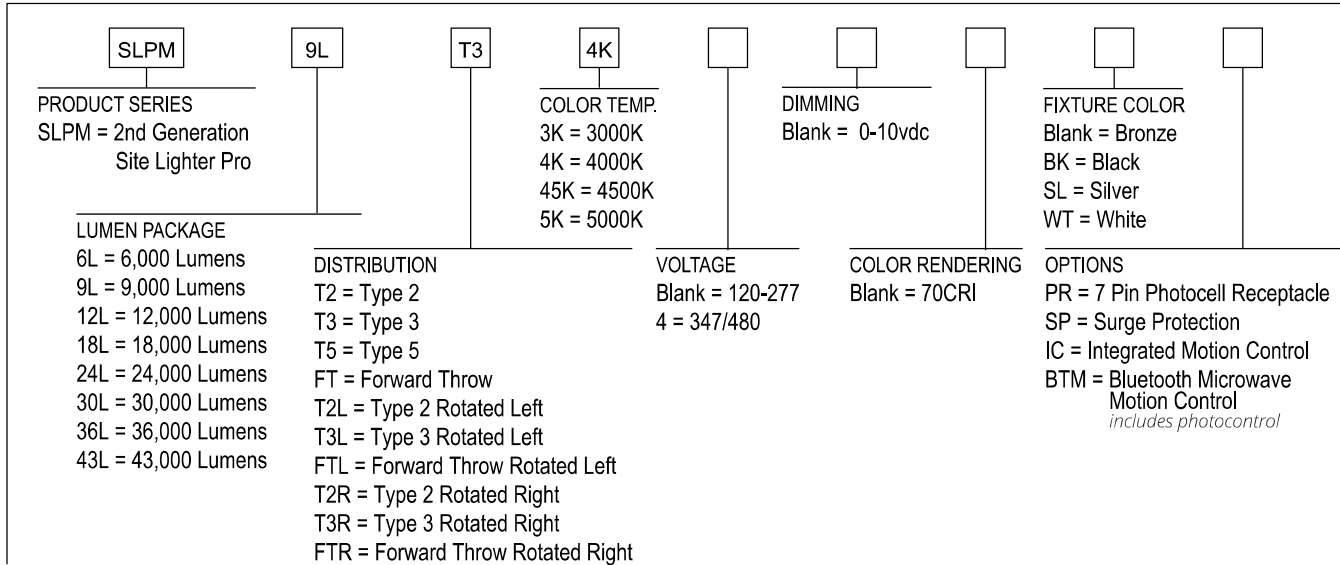 SLPM 9L T3 4K
PRODUCT SERIES
SLPM = 2nd Generation
Site Lighter Pro
LUMEN PACKAGE
6L = 6,000 Lumens
9L = 9,000 Lumens
12L = 12,000 Lumens
18L = 18,000 Lumens
24L = 24,000 Lumens
30L = 30,000 Lumens
36L = 36,000 Lumens
43L = 43,000 Lumens
DISTRIBUTION
T2 = Type 2
T3 = Type 3
T5 = Type 5
FT = Forward Throw
T2L = Type 2 Rotated Left
T3L = Type 3 Rotated Left
FTL = Forward Throw Rotated Left
T2R = Type 2 Rotated Right
T3R = Type 3 Rotated Right
FTR = Forward Throw Rotated Right
COLOR TEMP.
3K = 3000K
4K = 4000K
45K = 4500K
5K = 5000K
VOLTAGE
Blank = 120-277
4 = 347/480
DIMMING
Blank = 0-10vdc
COLOR RENDERING
Blank = 70CRI
FIXTURE COLOR
Blank = Bronze
BK = Black
SL = Silver
WT = White
OPTIONS
PR = 7 Pin Photocell Receptacle
SP = Surge Protection
IC = Integrated Motion Control
BTM = Bluetooth Microwave
Motion Control
includes photocontrol